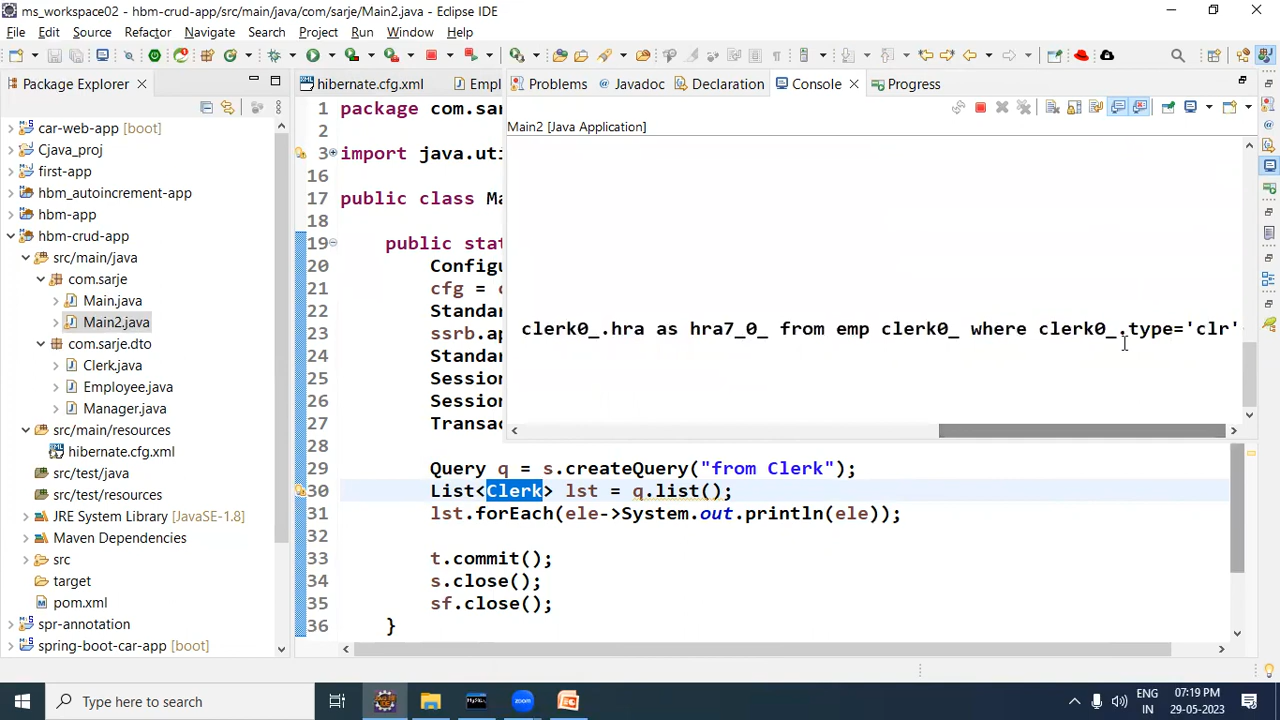 ms_workspace02 - hbm-crud-app/src/main/java/com/sarje/Main2.java - Eclipse IDE
File Edit Source Refactor Navigate Search Project Run Window Help
Package Explorer
hibernate.cfg.xml
Empl
Problems
Javadoc
Declaration
Console
Progress
Main2 [Java Application]
clerk0_.hra as hra7_0_ from emp clerk0_ where clerk0_.type='clr'
car-web-app [boot]
Cjava_proj
first-app
hbm_autoincrement-app
hbm-app
hbm-crud-app
src/main/java
com.sarje
Main.java
Main2.java
com.sarje.dto
Clerk.java
Employee.java
Manager.java
src/main/resources
hibernate.cfg.xml
src/test/java
src/test/resources
JRE System Library [JavaSE-1.8]
Maven Dependencies
src
target
pom.xml
spr-annotation
spring-boot-car-app [boot]
1 package com.s
2
3 import java.ut
16
17 public class Ma
18
19 public stat
20 Configu
21 cfg = c
22 Standar
23 ssrb.ap
24 Standar
25 Session
26 Session
27 Transac
28
29 Query q = s.createQuery("from Clerk");
30 List<Clerk> lst = q.list();
31 lst.forEach(ele->System.out.println(ele));
32
33 t.commit();
34 s.close();
35 sf.close();
36 }
Type here to search
ENG
IN
07:19 PM
29-05-2023